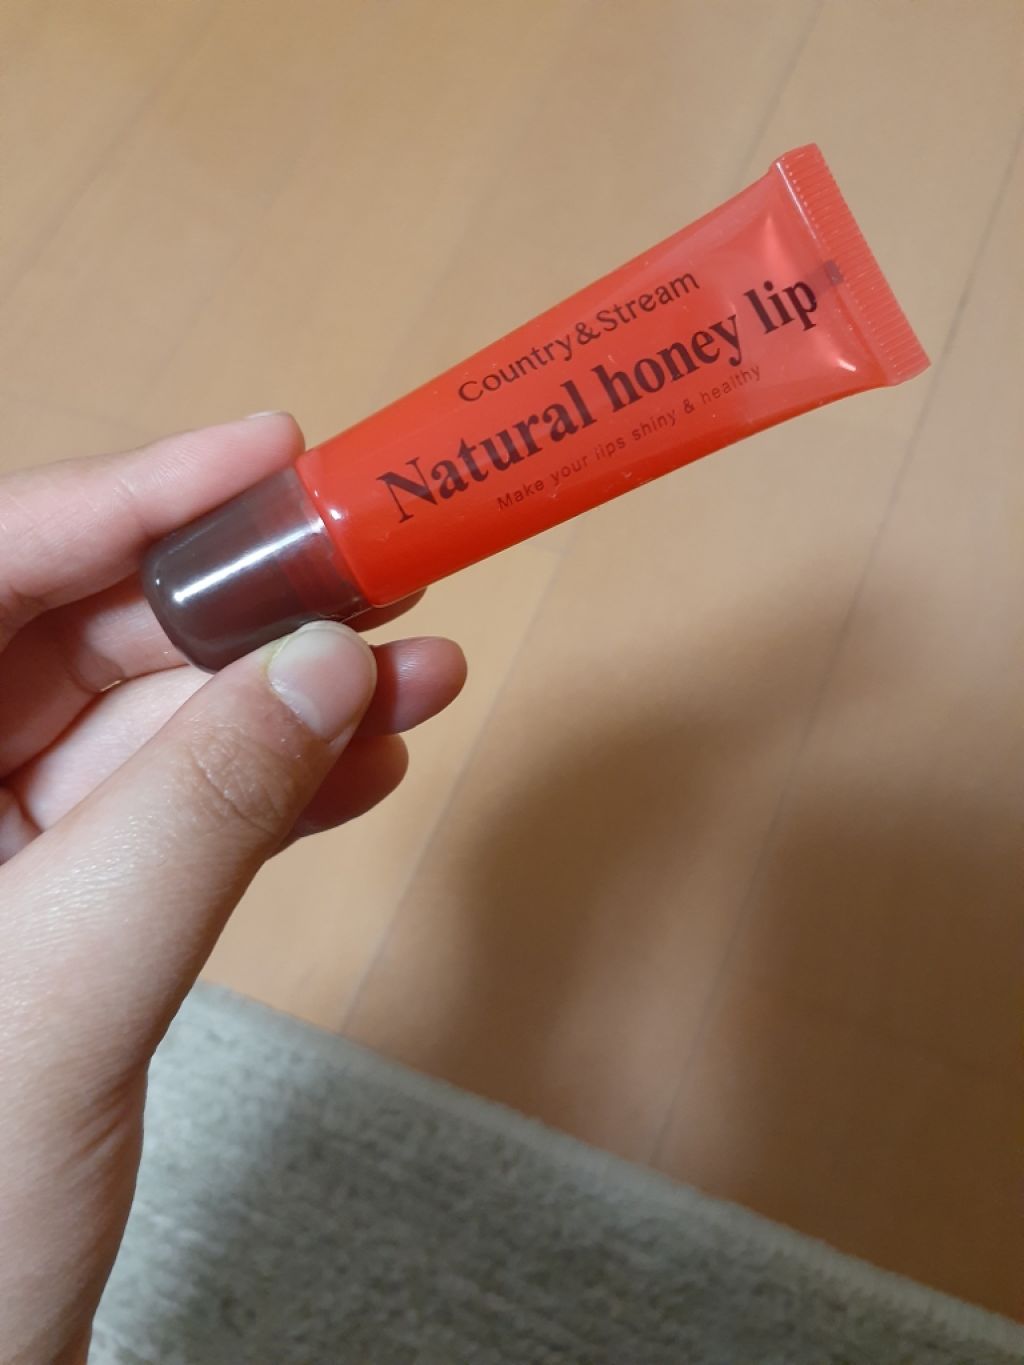 Country&Stream
Natural honey lip
Make your lips shiny & healthy